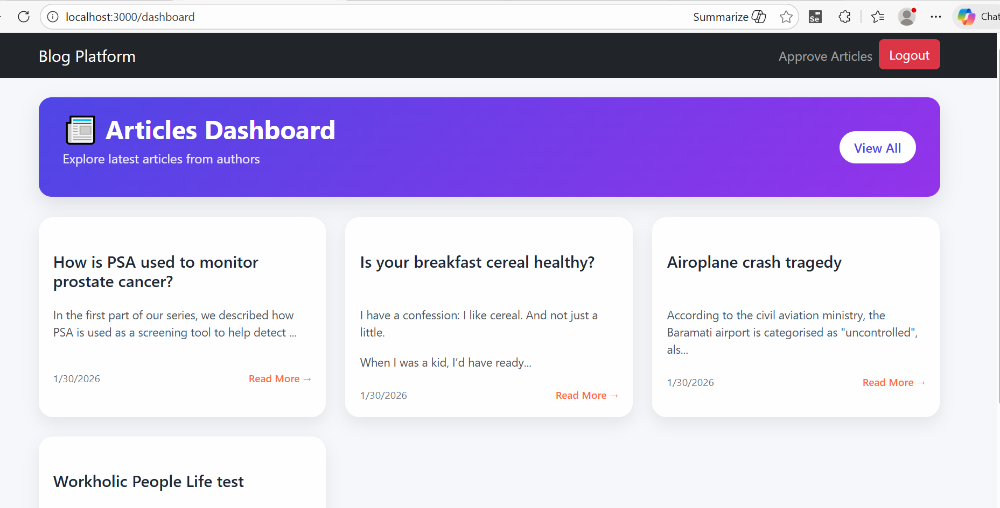 localhost:3000/dashboard
Summarize
Se
Chat
Blog Platform
Approve Articles
Logout
Articles Dashboard
Explore latest articles from authors
View All
How is PSA used to monitor
prostate cancer?
In the first part of our series, we described how
PSA is used as a screening tool to help detect ...
1/30/2026
Read More →
Is your breakfast cereal healthy?
I have a confession: I like cereal. And not just a
little.
When I was a kid, I’d have ready...
1/30/2026
Read More →
Airoplane crash tragedy
According to the civil aviation ministry, the
Baramati airport is categorised as "uncontrolled",
als...
1/30/2026
Read More →
Workholic People Life test